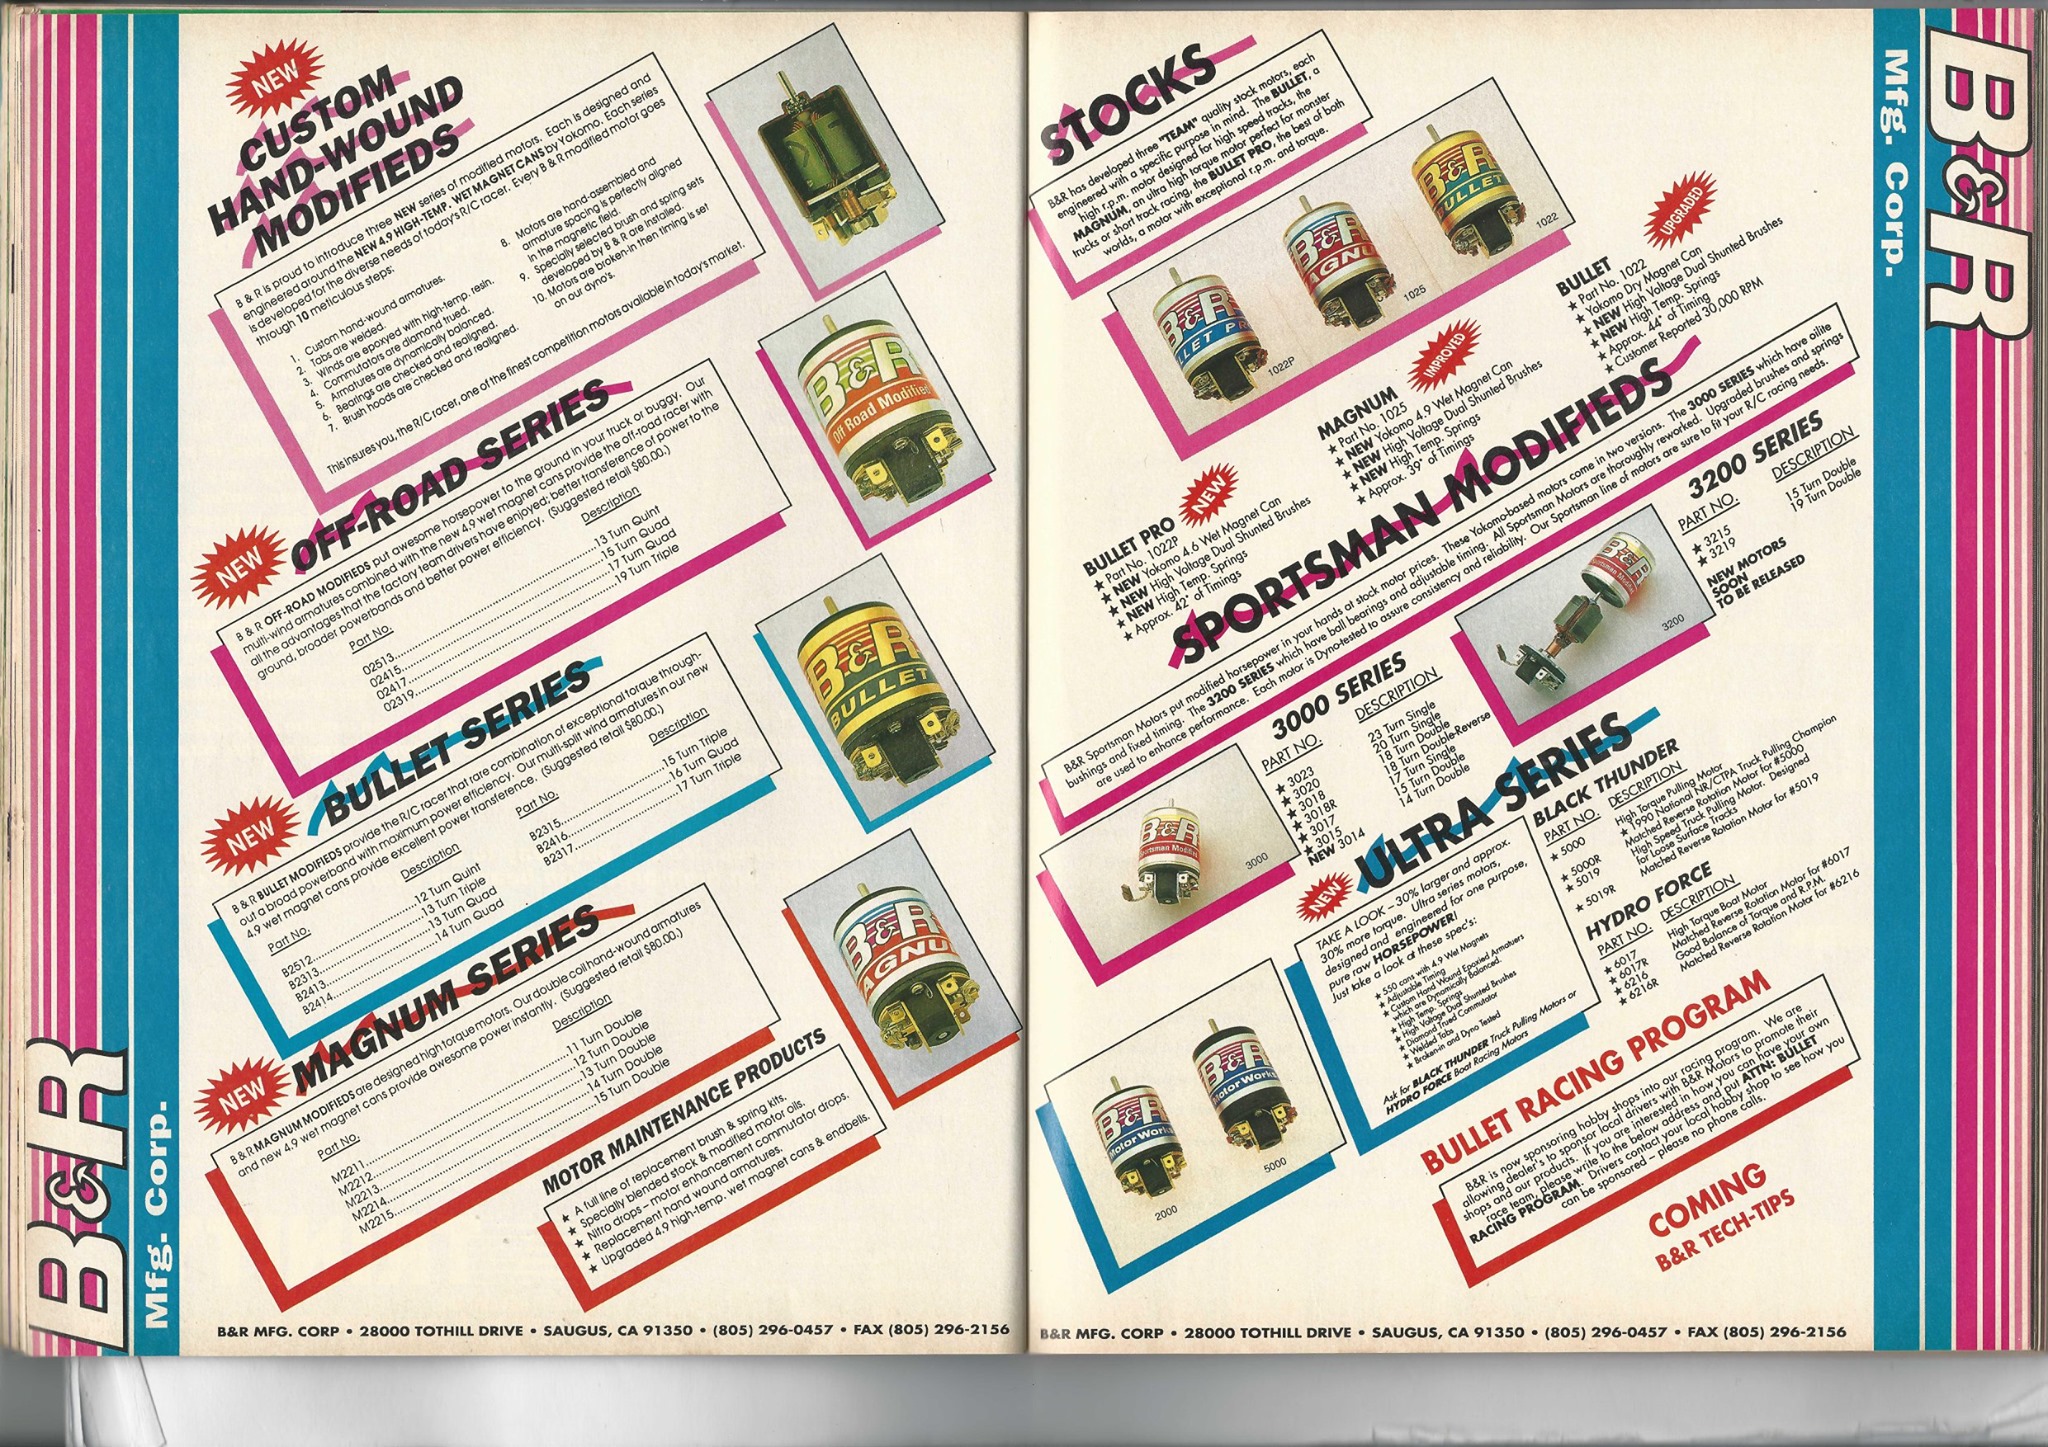 B&R
Mfg. Corp.
NEW
CUSTOM
HAND-WOUND
MODIFIEDS
B & R is proud to introduce three NEW series of modified motors. Each is designed and
engineered around the NEW 4.9 HIGH-TEMP. WET MAGNET CANS by Yokomo. Each series
is developed for the diverse needs of today's R/C racer. Every B & R modified motor goes
through 10 meticulous steps:
1. Custom hand-wound armatures.
2. Tabs are welded.
3. Winds are epoxyed with high-temp. resin.
4. Commutators are diamond trued.
5. Armatures are dynamically balanced.
6. Bearings are checked and realigned.
7. Brush hoods are checked and realigned.
8. Motors are hand-assembled and
armature spacing is perfectly aligned
in the magnetic field.
9. Specially selected brush and spring sets
developed by B & R are installed.
10. Motors are broken-in then timing is set
on our dyno's.
This insures you, the R/C racer, one of the finest competition motors available in today's market.
NEW
OFF-ROAD SERIES
B & R OFF-ROAD MODIFIEDS put awesome horsepower to the ground in your truck or buggy. Our
multi-wind armatures combined with the new 4.9 wet magnet cans provide the off-road racer with
all the advantages that the factory team drivers have enjoyed; better transference of power to the
ground, broader powerbands and better power efficiency. (Suggested retail $80.00.)
Part No. Description
02513 13 Turn Quint
02415 15 Turn Quad
02417 17 Turn Quad
02319 19 Turn Triple
B&R
Off Road Modified
NEW
BULLET SERIES
B & R BULLET MODIFIEDS provide the R/C racer that rare combination of exceptional torque through-
out a broad powerband with maximum power efficiency. Our multi-split wind armatures in our new
4.9 wet magnet cans provide excellent power transference. (Suggested retail $80.00.)
Part No. Description
B2512 12 Turn Quint
B2313 13 Turn Triple
B2413 13 Turn Quad
B2414 14 Turn Quad
Part No. Description
B2315 15 Turn Triple
B2416 16 Turn Quad
B2317 17 Turn Triple
B&R
BULLET
NEW
MAGNUM SERIES
B & R MAGNUM MODIFIEDS are designed high torque motors. Our double coil hand-wound armatures
and new 4.9 wet magnet cans provide awesome power instantly. (Suggested retail $80.00.)
Part No. Description
M2211 11 Turn Double
M2212 12 Turn Double
M2213 13 Turn Double
M2214 14 Turn Double
M2215 15 Turn Double
B&R
AGNU
MOTOR MAINTENANCE PRODUCTS
★ A full line of replacement brush & spring kits.
★ Specially blended stock & modified motor oils.
★ Nitro drops – motor enhancement commutator drops.
★ Replacement hand wound armatures.
★ Upgraded 4.9 high-temp. wet magnet cans & endbells.
B&R MFG. CORP • 28000 TOTHILL DRIVE • SAUGUS, CA 91350 • (805) 296-0457 • FAX (805) 296-2156
STOCKS
B&R has developed three "TEAM" quality stock motors, each
engineered with a specific purpose in mind. The BULLET, a
high r.p.m. motor designed for high speed tracks, the
MAGNUM, an ultra high torque motor perfect for monster
trucks or short track racing, the BULLET PRO, the best of both
worlds, a motor with exceptional r.p.m. and torque.
B&R
LLET PR
1022P
B&R
MAGNU
1025
B&R
BULLET
1022
UPGRADED
BULLET
★ Part No. 1022
★ Yokomo Dry Magnet Can
★ NEW High Voltage Dual Shunted Brushes
★ NEW High Temp. Springs
★ Approx. 44° of Timing
★ Customer Reported 30,000 RPM
IMPROVED
MAGNUM
★ Part No. 1025
★ NEW Yokomo 4.9 Wet Magnet Can
★ NEW High Voltage Dual Shunted Brushes
★ NEW High Temp. Springs
★ Approx. 39° of Timings
NEW
BULLET PRO
★ Part No. 1022P
★ NEW Yokomo 4.6 Wet Magnet Can
★ NEW High Voltage Dual Shunted Brushes
★ NEW High Temp. Springs
★ Approx. 42° of Timings
SPORTSMAN MODIFIEDS
B&R Sportsman Motors put modified horsepower in your hands at stock motor prices. These Yokomo-based motors come in two versions. The 3000 SERIES which have oilite
bushings and fixed timing. The 3200 SERIES which have ball bearings and adjustable timing. All Sportsman Motors are thoroughly reworked. Upgraded brushes and springs
are used to enhance performance. Each motor is Dyno-tested to assure consistency and reliability. Our Sportsman line of motors are sure to fit your R/C racing needs.
B&R
3000
3000 SERIES
PART NO. DESCRIPTION
★ 3023 23 Turn Single
★ 3020 20 Turn Single
★ 3018 18 Turn Double
★ 3018R 18 Turn Double-Reverse
★ 3017 17 Turn Single
★ 3015 15 Turn Double
NEW 3014 14 Turn Double
B&R
3200
3200 SERIES
PART NO. DESCRIPTION
★ 3215 15 Turn Double
★ 3219 19 Turn Double
NEW MOTORS
SOON
TO BE RELEASED
NEW
ULTRA SERIES
TAKE A LOOK – 30% larger and approx.
30% more torque. Ultra series motors,
designed and engineered for one purpose,
pure raw HORSEPOWER!
Just take a look at these spec's:
★ 550 cans with 4.9 Wet Magnets
★ Adjustable Timing
★ Custom Hand Wound Epoxied Armatuers
which are Dynamically Balanced.
★ High Temp. Springs
★ High Voltage Dual Shunted Brushes
★ Diamond Trued Commutator
★ Welded Tabs
★ Broken-in and Dyno Tested
Ask for BLACK THUNDER Truck Pulling Motors or
HYDRO FORCE Boat Racing Motors
B&R
Motor Works
2000
B&R
Motor Works
5000
BLACK THUNDER
PART NO. DESCRIPTION
★ 5000 High Torque Pulling Motor
★ 1990 National NR/CTPA Truck Pulling Champion
★ 5000R Matched Reverse Rotation Motor for #5000
★ 5019 High Speed Truck Pulling Motor. Designed
for Loose Surface Tracks
★ 5019R Matched Reverse Rotation Motor for #5019
HYDRO FORCE
PART NO. DESCRIPTION
★ 6017 High Torque Boat Motor
★ 6017R Matched Reverse Rotation Motor for #6017
★ 6216 Good Balance of Torque and R.P.M.
★ 6216R Matched Reverse Rotation Motor for #6216
BULLET RACING PROGRAM
B&R is now sponsoring hobby shops into our racing program. We are
allowing dealer's to sponsor local drivers with B&R Motors to promote their
shops and our products. If you are interested in how you can have your own
race team, please write to the below address and put ATTN: BULLET
RACING PROGRAM. Drivers contact your local hobby shop to see how you
can be sponsored – please no phone calls.
COMING
B&R TECH-TIPS
B&R MFG. CORP • 28000 TOTHILL DRIVE • SAUGUS, CA 91350 • (805) 296-0457 • FAX (805) 296-2156
B&R
Mfg. Corp.